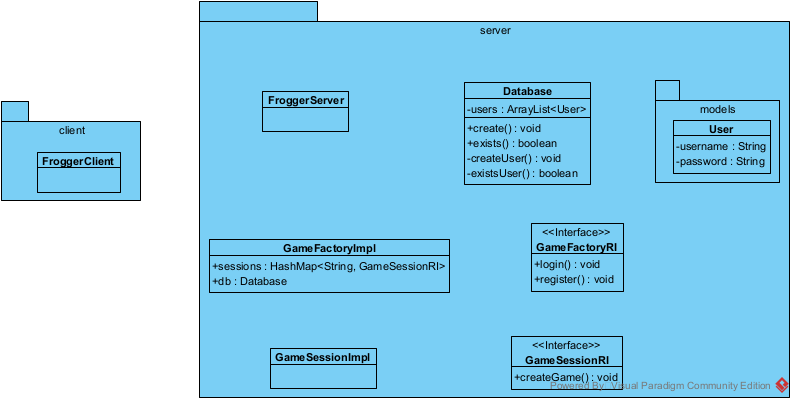 server
client
FroggerClient
FroggerServer
Database
-users : ArrayList<User>
+create() : void
+exists() : boolean
-createUser() : void
-existsUser() : boolean
models
User
-username : String
-password : String
GameFactoryImpl
+sessions : HashMap<String, GameSessionRI>
+db : Database
<<Interface>>
GameFactoryRI
+login() : void
+register() : void
GameSessionImpl
<<Interface>>
GameSessionRI
+createGame() : void
Powered By: Visual Paradigm Community Edition